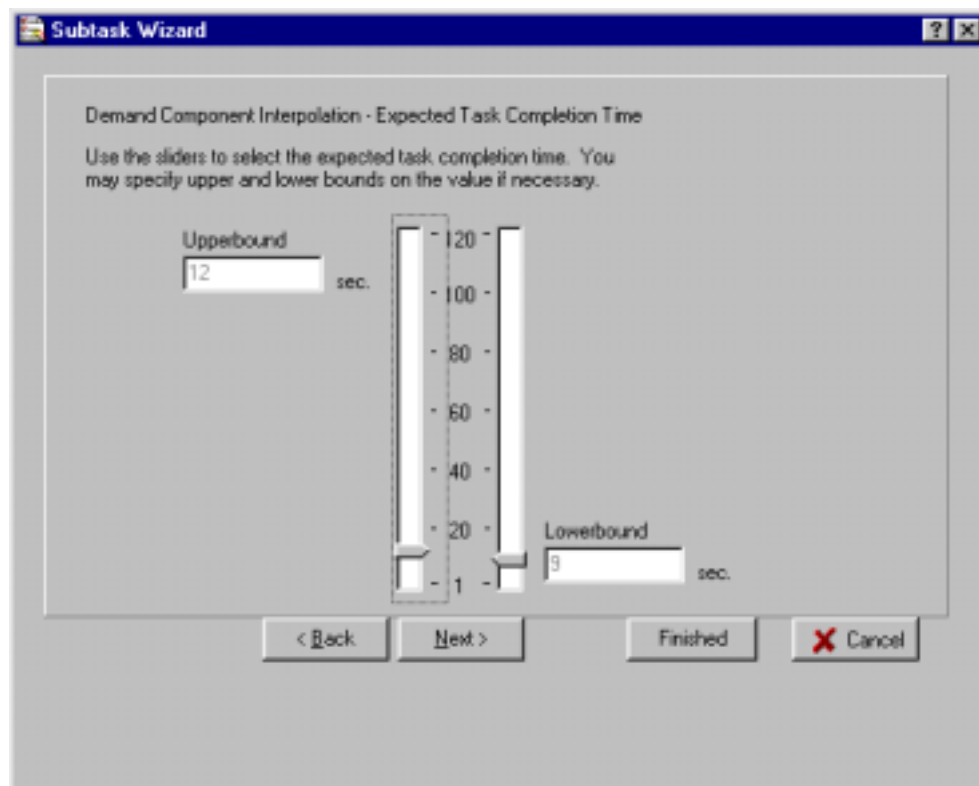 Subtask Wizard
Demand Component Interpolation - Expected Task Completion Time
Use the sliders to select the expected task completion time. You
may specify upper and lower bounds on the value if necessary.
Upperbound
12
sec.
120
100
80
60
40
20
1
Lowerbound
9
sec.
< Back
Next >
Finished
Cancel